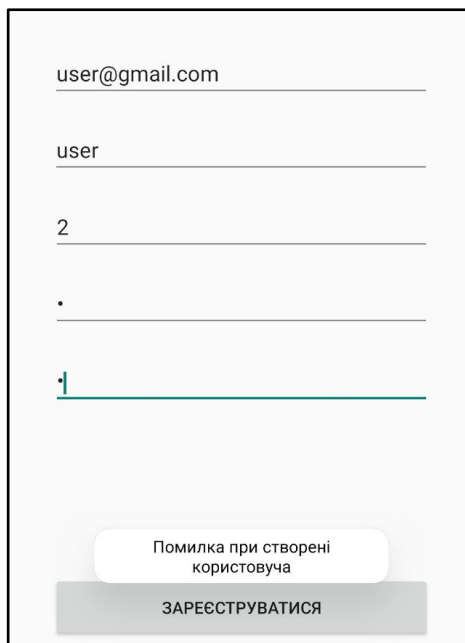 user@gmail.com
user
2
•
•
Помилка при створені
користовуча
ЗАРЕЄСТРУВАТИСЯ